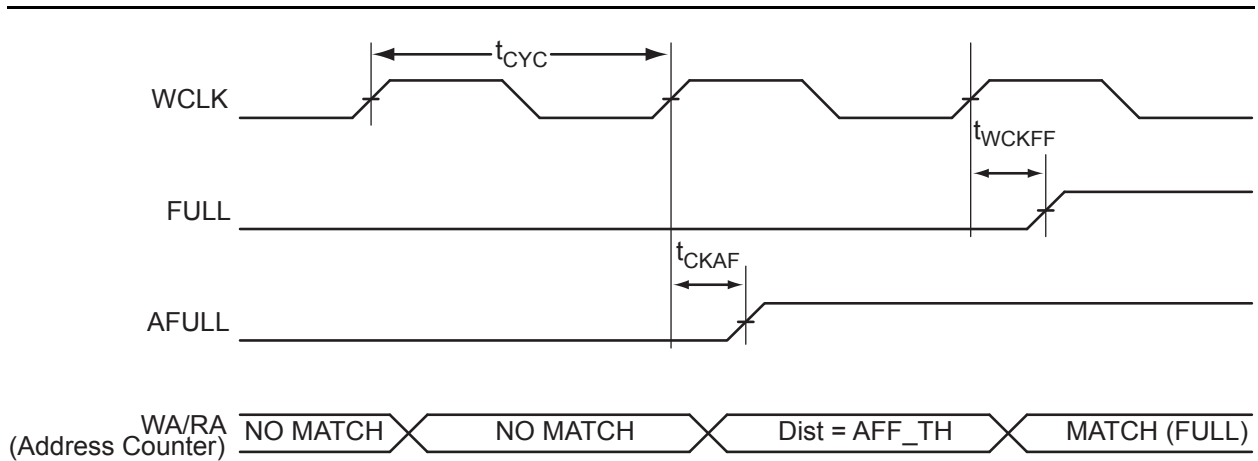 tCYC
WCLK
tWCKFF
FULL
tCKAF
AFULL
WA/RA
(Address Counter)
NO MATCH
NO MATCH
Dist = AFF_TH
MATCH (FULL)